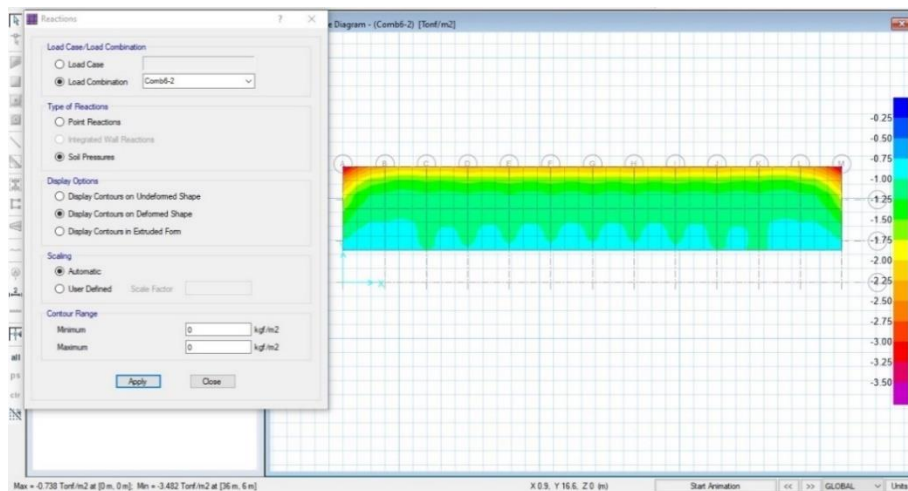 Reactions
? ×
e Diagram - (Comb6-2) [Tonf/m2]
Load Case/Load Combination
Load Case
Load Combination Comb6-2
Type of Reactions
Point Reactions
Integrated Wall Reactions
Soil Pressures
Display Options
Display Contours on Undeformed Shape
Display Contours on Deformed Shape
Display Contours in Extruded Form
Scaling
Automatic
User Defined Scale Factor
Contour Range
Minimum 0 kgf/m2
Maximum 0 kgf/m2
Apply Close
all
ps
clr
A B C D E F G H I J K L M
X
-0.25
-0.50
-0.75
-1.00
-1.25
-1.50
-1.75
-2.00
-2.25
-2.50
-2.75
-3.00
-3.25
-3.50
Max = -0.738 Tonf/m2 at [0 m, 0 m]; Min = -3.482 Tonf/m2 at [36 m, 6 m] X 0.9, Y 16.6, Z 0 (m) Start Animation << >> GLOBAL Units